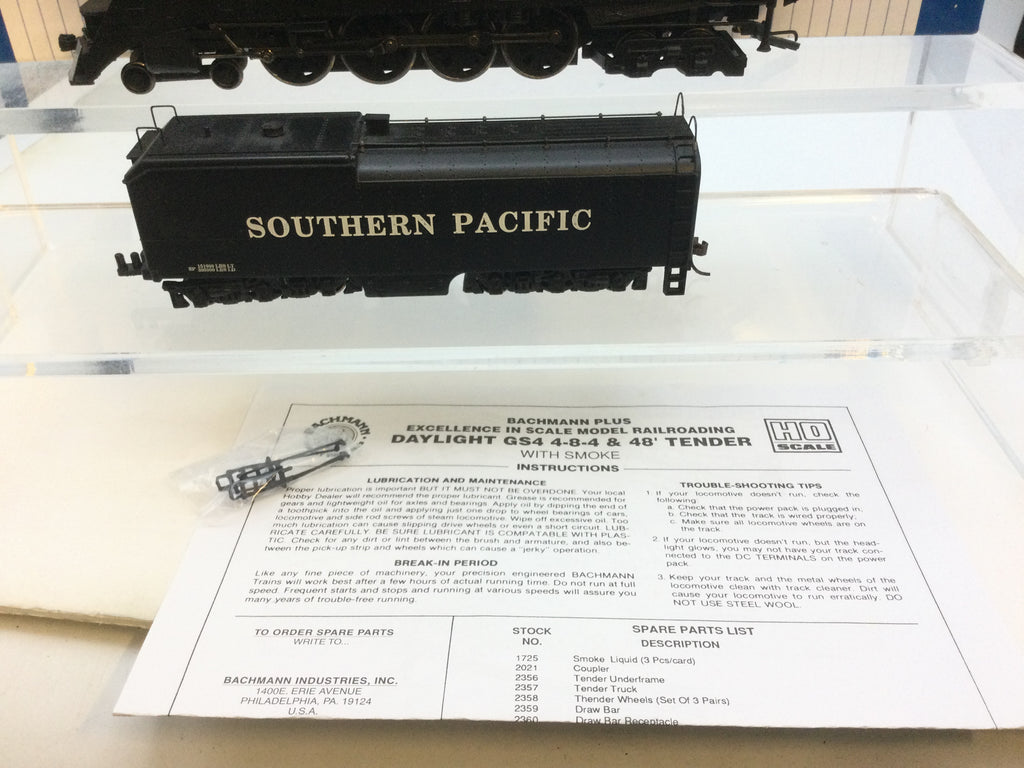 SOUTHERN PACIFIC
BACHMANN
BACHMANN PLUS
EXCELLENCE IN SCALE MODEL RAILROADING
DAYLIGHT GS4 4-8-4 & 48' TENDER
WITH SMOKE
INSTRUCTIONS
HO
SCALE
LUBRICATION AND MAINTENANCE
Proper lubrication is important BUT IT MUST NOT BE OVERDONE. Your local
Hobby Dealer will recommend the proper lubricant. Grease is recommended for
gears and lightweight oil for axles and bearings. Apply oil by dipping the end of
a toothpick into the oil and applying just one drop to wheel bearings of cars,
locomotive and side rod screws of steam locomotive. Wipe off excessive oil. Too
much lubrication can cause slipping drive wheels or even a short circuit. LUB-
RICATE CAREFULLY. BE SURE LUBRICANT IS COMPATABLE WITH PLAS-
TIC. Check for any dirt or lint between the brush and armature, and also be-
tween the pick-up strip and wheels which can cause a "jerky" operation.
BREAK-IN PERIOD
Like any fine piece of machinery, your precision engineered BACHMANN
Trains will work best after a few hours of actual running time. Do not run at full
speed. Frequent starts and stops and running at various speeds will assure you
many years of trouble-free running.
TROUBLE-SHOOTING TIPS
1. If your locomotive doesn't run, check the
following:
a. Check that the power pack is plugged in.
b. Check that the track is wired properly.
c. Make sure all locomotive wheels are on
the track.
2. If your locomotive doesn't run, but the head-
light glows, you may not have your track con-
nected to the DC TERMINALS on the power
pack.
3. Keep your track and the metal wheels of the
locomotive clean with track cleaner. Dirt will
cause your locomotive to run erratically. DO
NOT USE STEEL WOOL.
TO ORDER SPARE PARTS
WRITE TO...
BACHMANN INDUSTRIES, INC.
1400E. ERIE AVENUE
PHILADELPHIA, PA. 19124
U.S.A.
SPARE PARTS LIST
STOCK NO. DESCRIPTION
1725 Smoke Liquid (3 Pcs/card)
2021 Coupler
2356 Tender Underframe
2357 Tender Truck
2358 Thender Wheels (Set Of 3 Pairs)
2359 Draw Bar
2360 Draw Bar Receptacle